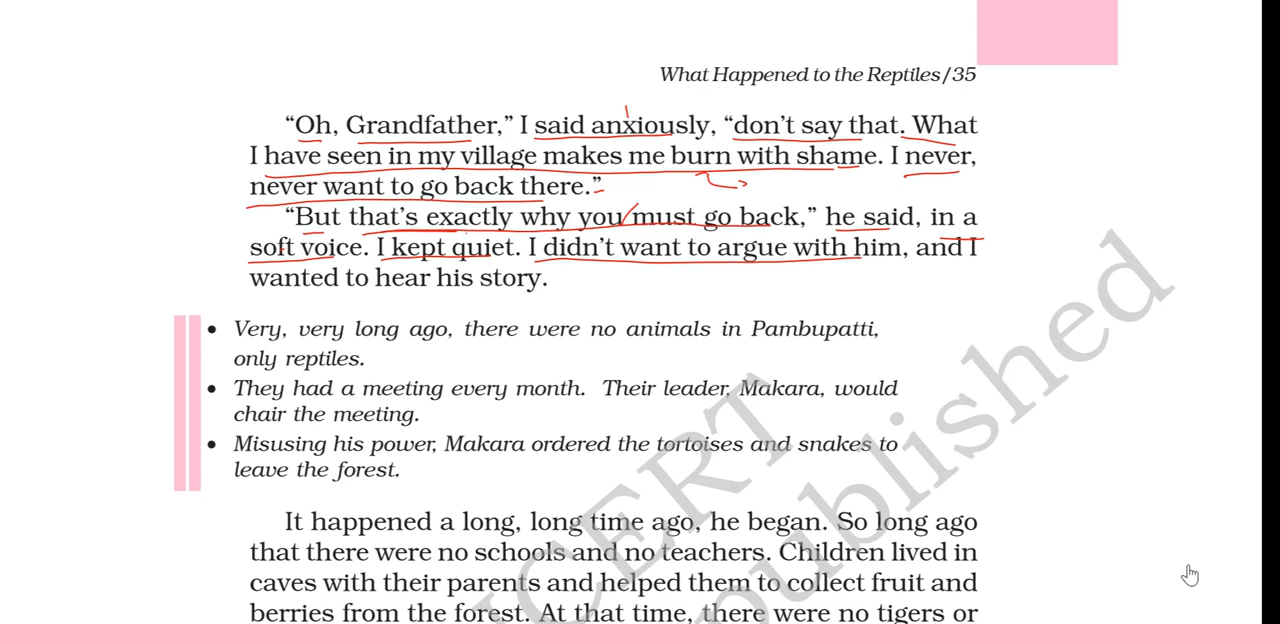 What Happened to the Reptiles/35
“Oh, Grandfather,” I said anxiously, “don’t say that. What
I have seen in my village makes me burn with shame. I never,
never want to go back there.”
“But that’s exactly why you must go back,” he said, in a
soft voice. I kept quiet. I didn’t want to argue with him, and I
wanted to hear his story.
• Very, very long ago, there were no animals in Pambupatti,
only reptiles.
• They had a meeting every month. Their leader, Makara, would
chair the meeting.
• Misusing his power, Makara ordered the tortoises and snakes to
leave the forest.
It happened a long, long time ago, he began. So long ago
that there were no schools and no teachers. Children lived in
caves with their parents and helped them to collect fruit and
berries from the forest. At that time, there were no tigers or
CERT
published